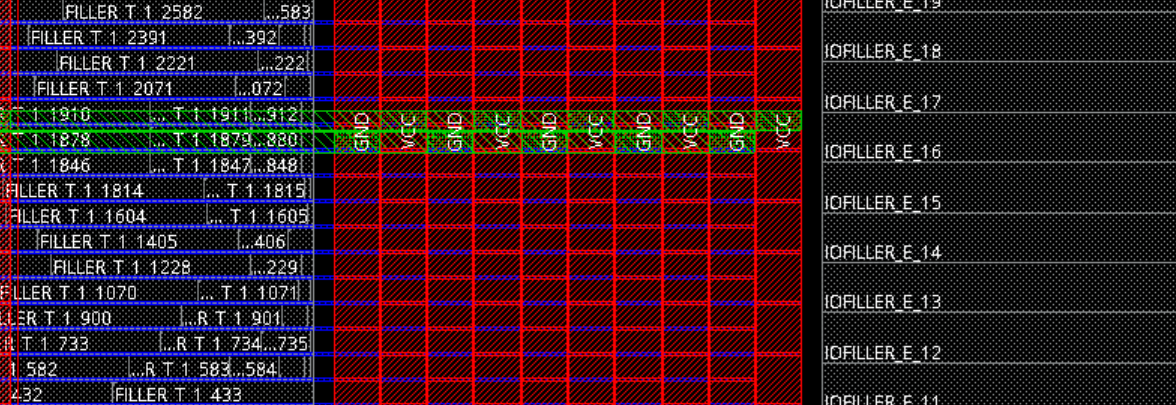 FILLER T 1 2582 ...583
FILLER T 1 2391 ...392
FILLER T 1 2221 ...222
FILLER T 1 2071 ...072
T 1 1910 ... T 1 1911 ...912
T 1 1878 ... T 1 1879 ...880
R T 1 1846 ... T 1 1847 ...848
FILLER T 1 1814 ... T 1 1815
FILLER T 1 1604 ... T 1 1605
FILLER T 1 1405 ...406
FILLER T 1 1228 ...229
FILLER T 1 1070 ... T 1 1071
LLER T 1 900 ...R T 1 901
R T 1 733 ...R T 1 734 ...735
1 582 ...R T 1 583 ...584
432 FILLER T 1 433
GND VCC GND VCC GND VCC GND VCC GND VCC
IOFILLER_E_19
IOFILLER_E_18
IOFILLER_E_17
IOFILLER_E_16
IOFILLER_E_15
IOFILLER_E_14
IOFILLER_E_13
IOFILLER_E_12
IOFILLER_E_11